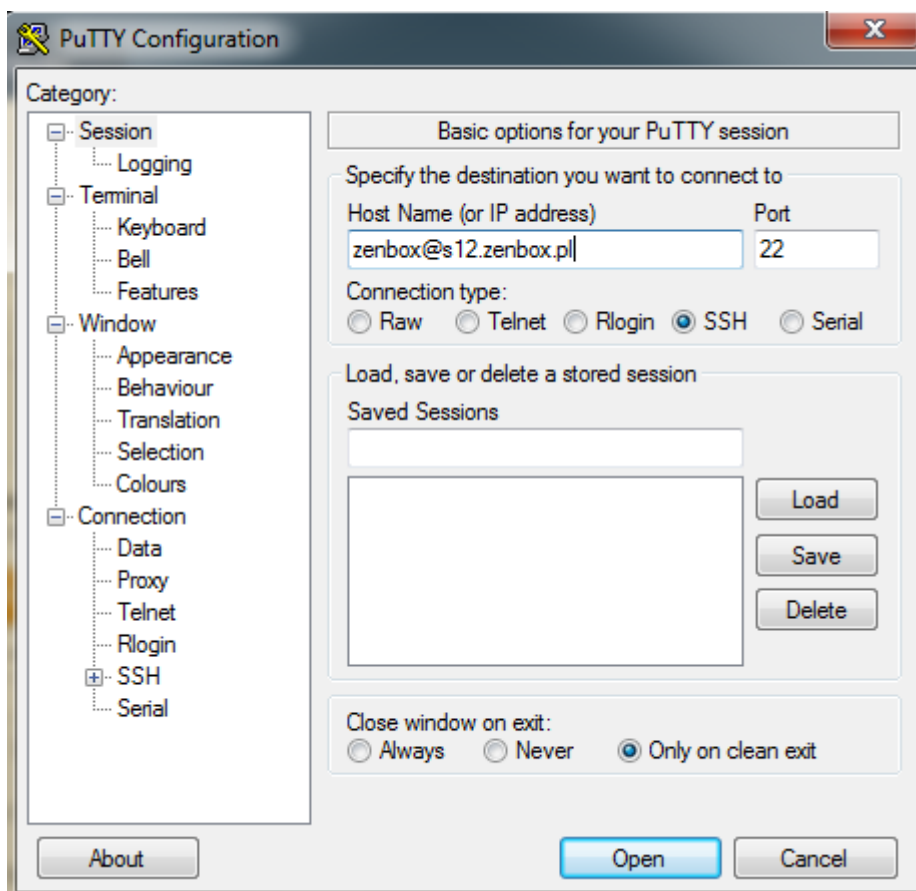 PuTTY Configuration
x
Category:
Session
Logging
Terminal
Keyboard
Bell
Features
Window
Appearance
Behaviour
Translation
Selection
Colours
Connection
Data
Proxy
Telnet
Rlogin
SSH
Serial
Basic options for your PuTTY session
Specify the destination you want to connect to
Host Name (or IP address) Port
zenbox@s12.zenbox.pl 22
Connection type:
Raw Telnet Rlogin SSH Serial
Load, save or delete a stored session
Saved Sessions
Load
Save
Delete
Close window on exit:
Always Never Only on clean exit
About Open Cancel